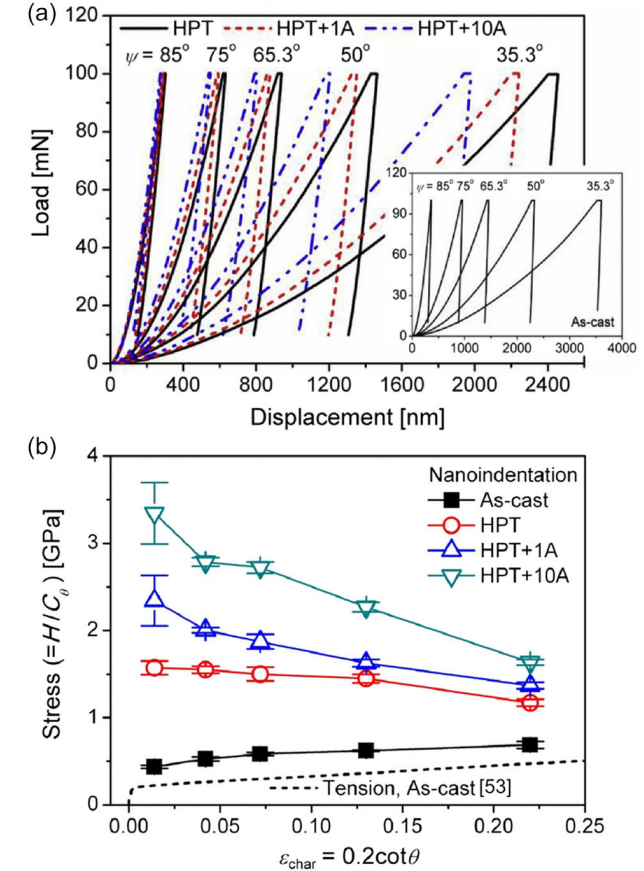 (a)
HPT HPT+1A HPT+10A
ψ = 85° 75° 65.3° 50° 35.3°
Load [mN]
120
100
80
60
40
20
0
0 400 800 1200 1600 2000 2400
Displacement [nm]
120
90
60
30
0
ψ = 85° 75° 65.3° 50° 35.3°
As-cast
0 1000 2000 3000 4000
(b)
Stress (=H/Cθ) [GPa]
4
3
2
1
0
Nanoindentation
As-cast
HPT
HPT+1A
HPT+10A
Tension, As-cast [53]
0.00 0.05 0.10 0.15 0.20 0.25
εchar = 0.2cotθ